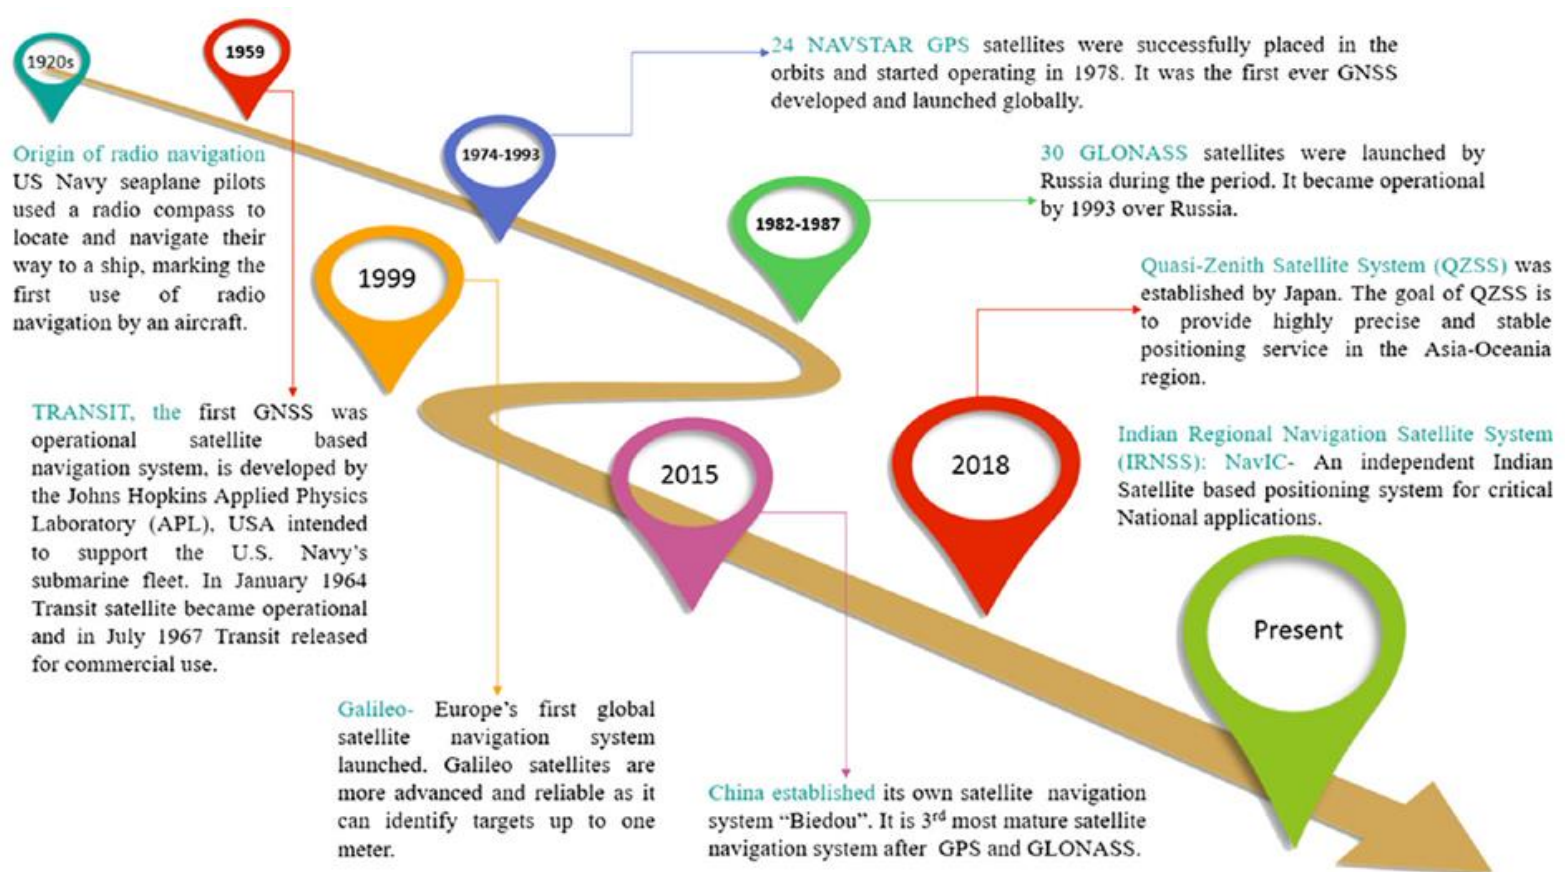 1920s
Origin of radio navigation
US Navy seaplane pilots
used a radio compass to
locate and navigate their
way to a ship, marking the
first use of radio
navigation by an aircraft.
1959
TRANSIT, the first GNSS was
operational satellite based
navigation system, is developed by
the Johns Hopkins Applied Physics
Laboratory (APL), USA intended
to support the U.S. Navy's
submarine fleet. In January 1964
Transit satellite became operational
and in July 1967 Transit released
for commercial use.
1974-1993
24 NAVSTAR GPS satellites were successfully placed in the
orbits and started operating in 1978. It was the first ever GNSS
developed and launched globally.
1982-1987
30 GLONASS satellites were launched by
Russia during the period. It became operational
by 1993 over Russia.
1999
Galileo- Europe's first global
satellite navigation system
launched. Galileo satellites are
more advanced and reliable as it
can identify targets up to one
meter.
2015
China established its own satellite navigation
system "Biedou". It is 3rd most mature satellite
navigation system after GPS and GLONASS.
2018
Quasi-Zenith Satellite System (QZSS) was
established by Japan. The goal of QZSS is
to provide highly precise and stable
positioning service in the Asia-Oceania
region.
Indian Regional Navigation Satellite System
(IRNSS): NavIC- An independent Indian
Satellite based positioning system for critical
National applications.
Present